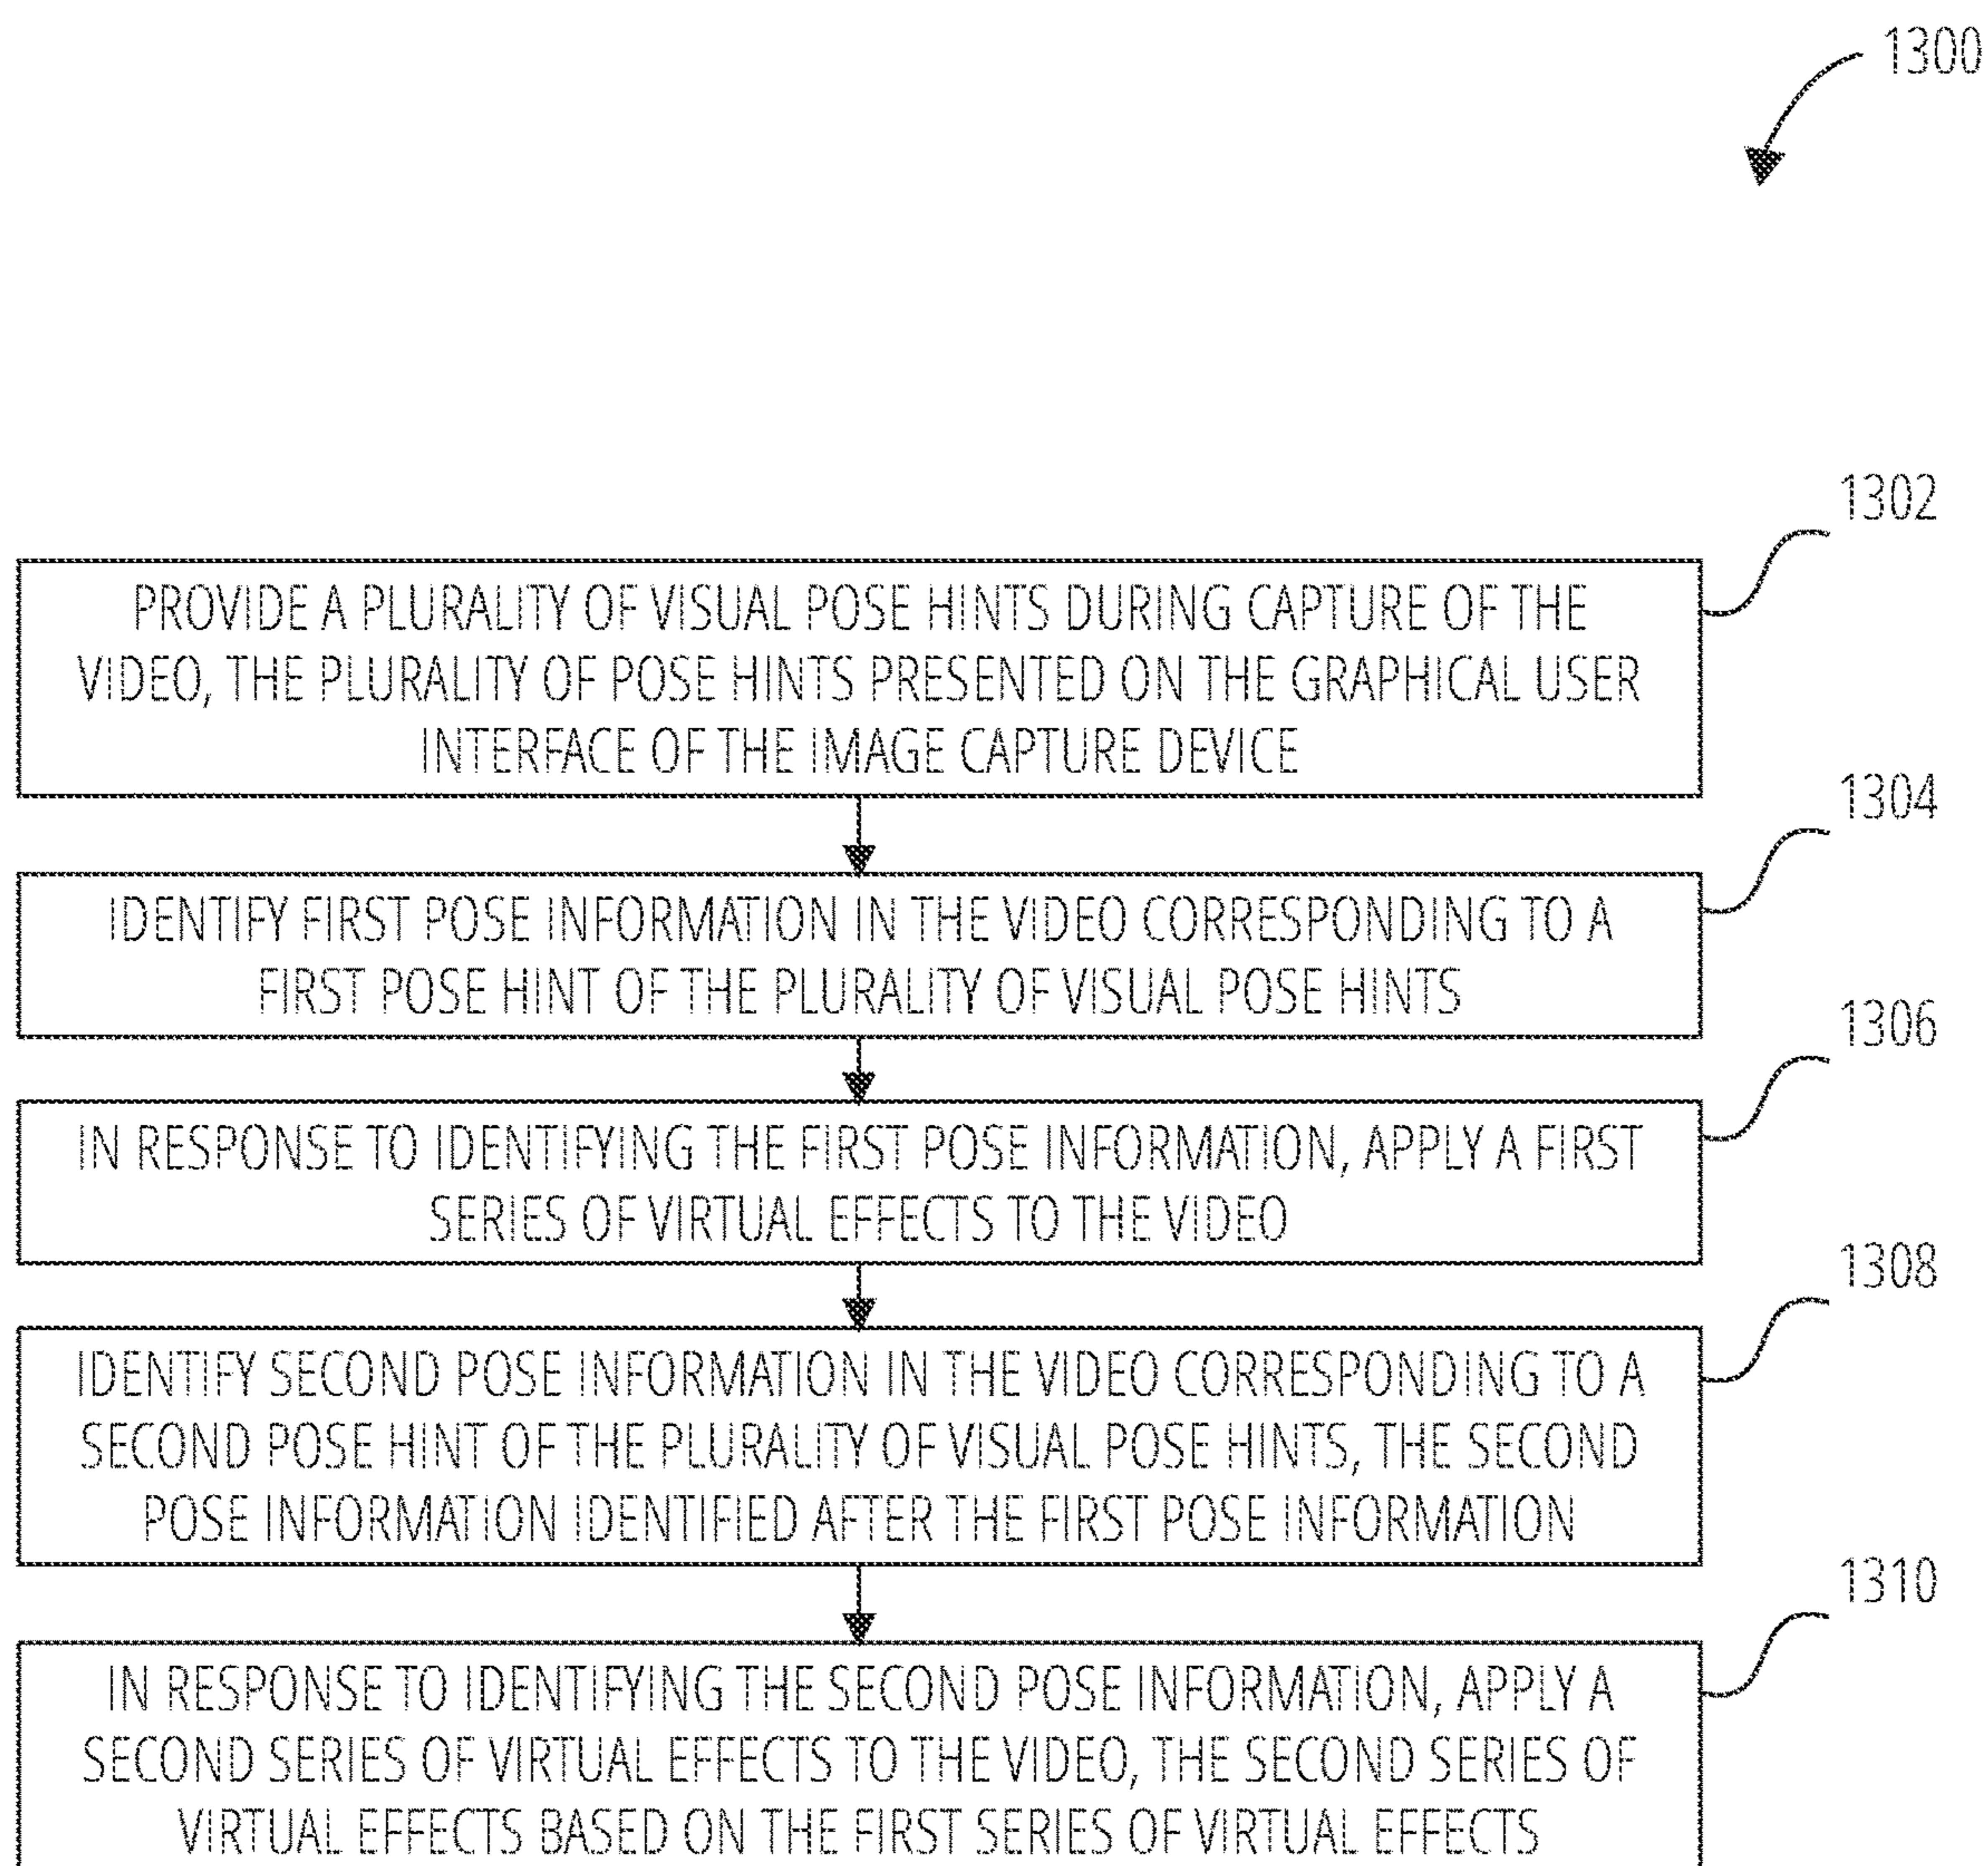 1300
1302
PROVIDE A PLURALITY OF VISUAL POSE HINTS DURING CAPTURE OF THE
VIDEO, THE PLURALITY OF POSE HINTS PRESENTED ON THE GRAPHICAL USER
INTERFACE OF THE IMAGE CAPTURE DEVICE
1304
IDENTIFY FIRST POSE INFORMATION IN THE VIDEO CORRESPONDING TO A
FIRST POSE HINT OF THE PLURALITY OF VISUAL POSE HINTS
1306
IN RESPONSE TO IDENTIFYING THE FIRST POSE INFORMATION, APPLY A FIRST
SERIES OF VIRTUAL EFFECTS TO THE VIDEO
1308
IDENTIFY SECOND POSE INFORMATION IN THE VIDEO CORRESPONDING TO A
SECOND POSE HINT OF THE PLURALITY OF VISUAL POSE HINTS, THE SECOND
POSE INFORMATION IDENTIFIED AFTER THE FIRST POSE INFORMATION
1310
IN RESPONSE TO IDENTIFYING THE SECOND POSE INFORMATION, APPLY A
SECOND SERIES OF VIRTUAL EFFECTS TO THE VIDEO, THE SECOND SERIES OF
VIRTUAL EFFECTS BASED ON THE FIRST SERIES OF VIRTUAL EFFECTS